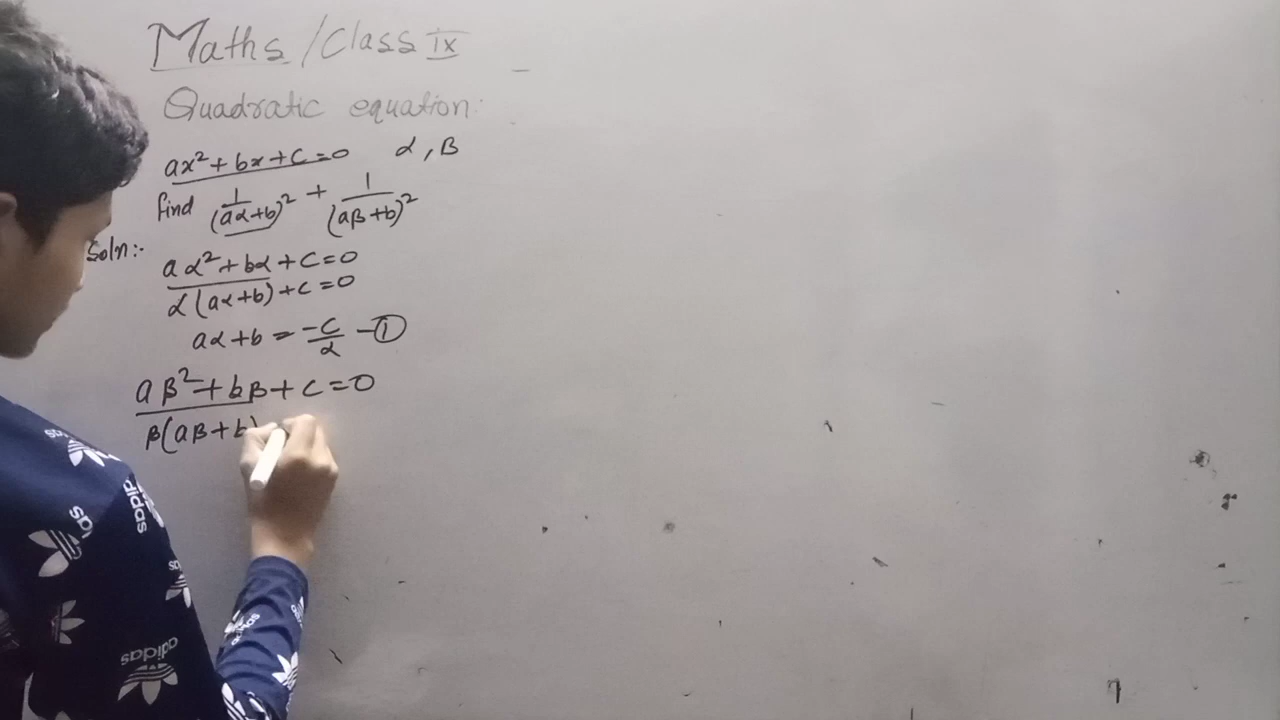 Maths / Class IX
Quadratic equation:
ax² + bx + c = 0 α, β
find 1/(aα+b)² + 1/(aβ+b)²
Soln:-
aα² + bα + c = 0
α(aα+b) + c = 0
aα + b = -c/α - ①
aβ² + bβ + c = 0
β(aβ+b)
adidas
adidas